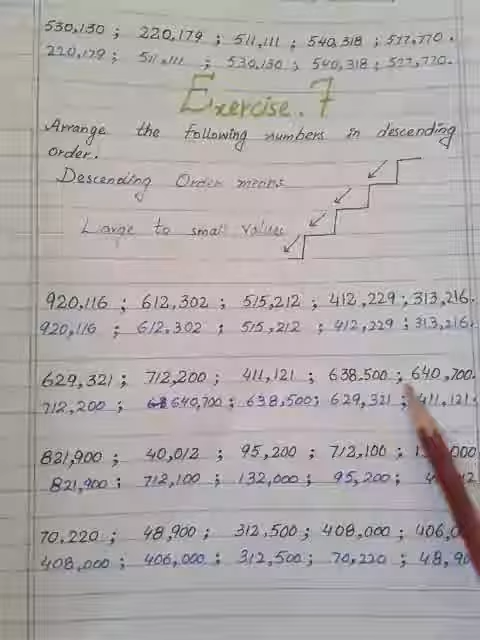 530,130 ; 220,179 ; 511,111 ; 540,318 ; 527,770.
220,179 ; 511,111 ; 530,130 ; 540,318 ; 527,770.
Exercise. 7
Arrange the following numbers in descending
order.
Descending Order means
Large to small values
920,116 ; 612,302 ; 515,212 ; 412,229 ; 313,216.
920,116 ; 612,302 ; 515,212 ; 412,229 ; 313,216.
629,321 ; 712,200 ; 411,121 ; 638,500 ; 640,700.
712,200 ; 640,700 ; 638,500 ; 629,321 ; 411,121.
821,900 ; 40,012 ; 95,200 ; 712,100 ;
821,900 ; 712,100 ; 132,000 ; 95,200 ;
70,220 ; 48,900 ; 312,500 ; 408,000 ;
408,000 ; 406,000 ; 312,500 ; 70,220 ;